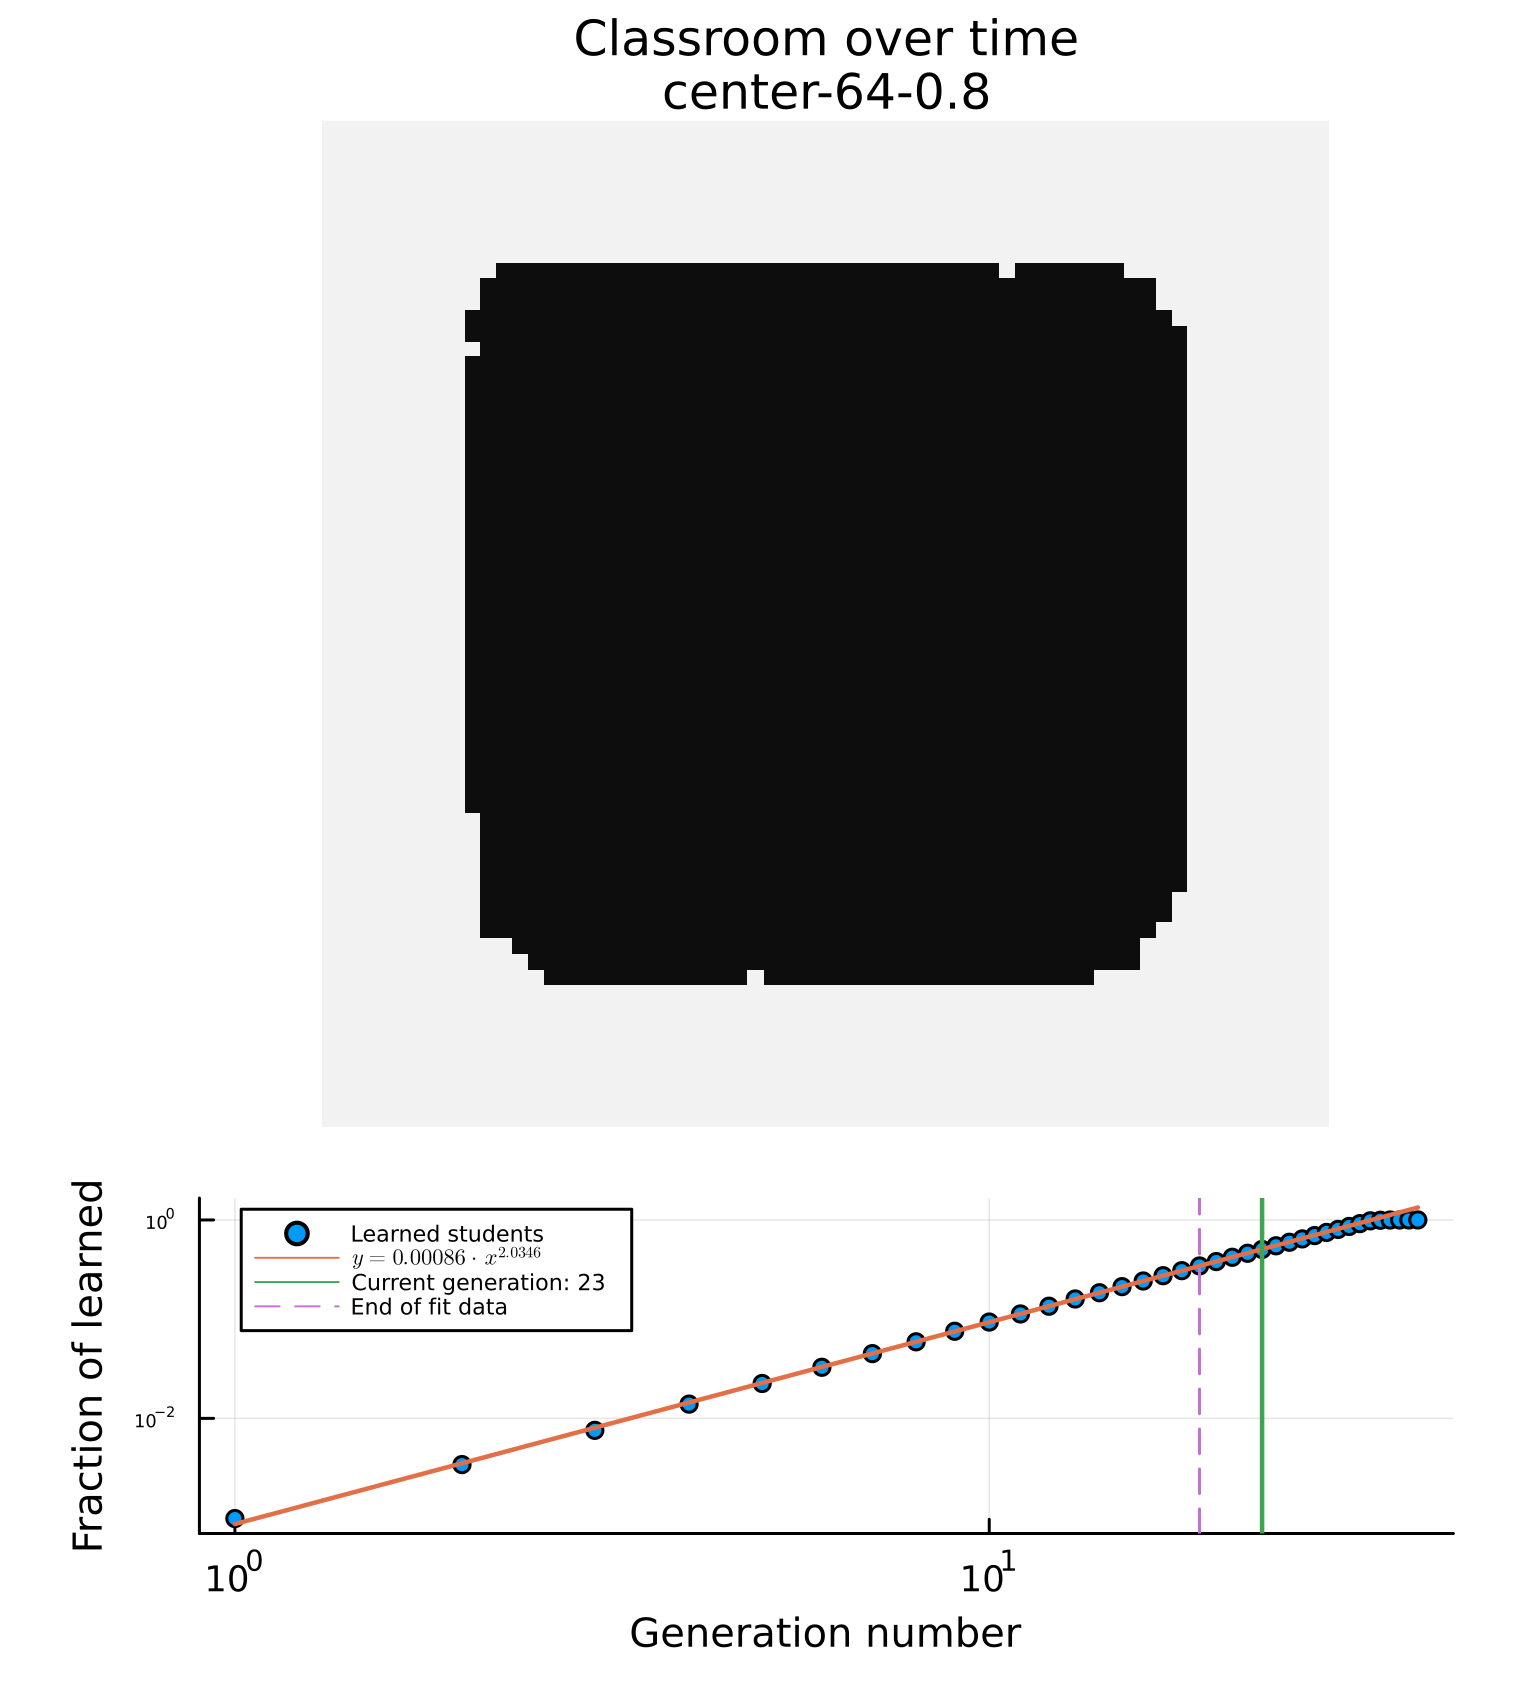 Classroom over time
center-64-0.8
Fraction of learned
10^0
10^-2
Learned students
y = 0.00086 · x^2.0346
Current generation: 23
End of fit data
10^0
10^1
Generation number